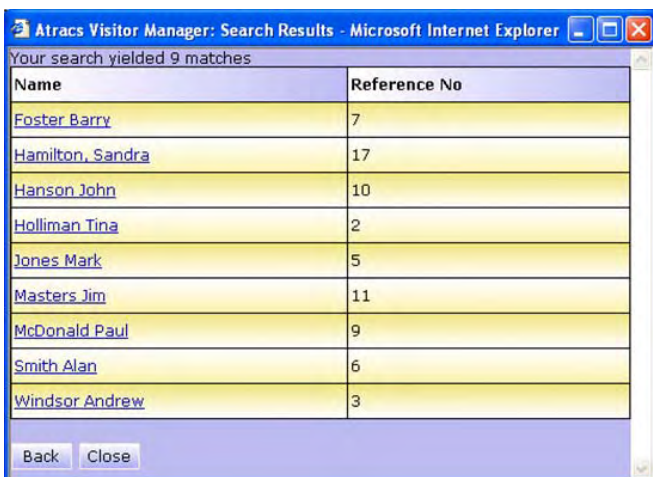 Atracs Visitor Manager: Search Results - Microsoft Internet Explorer
Your search yielded 9 matches
Name Reference No
Foster Barry 7
Hamilton, Sandra 17
Hanson John 10
Holliman Tina 2
Jones Mark 5
Masters Jim 11
McDonald Paul 9
Smith Alan 6
Windsor Andrew 3
Back Close